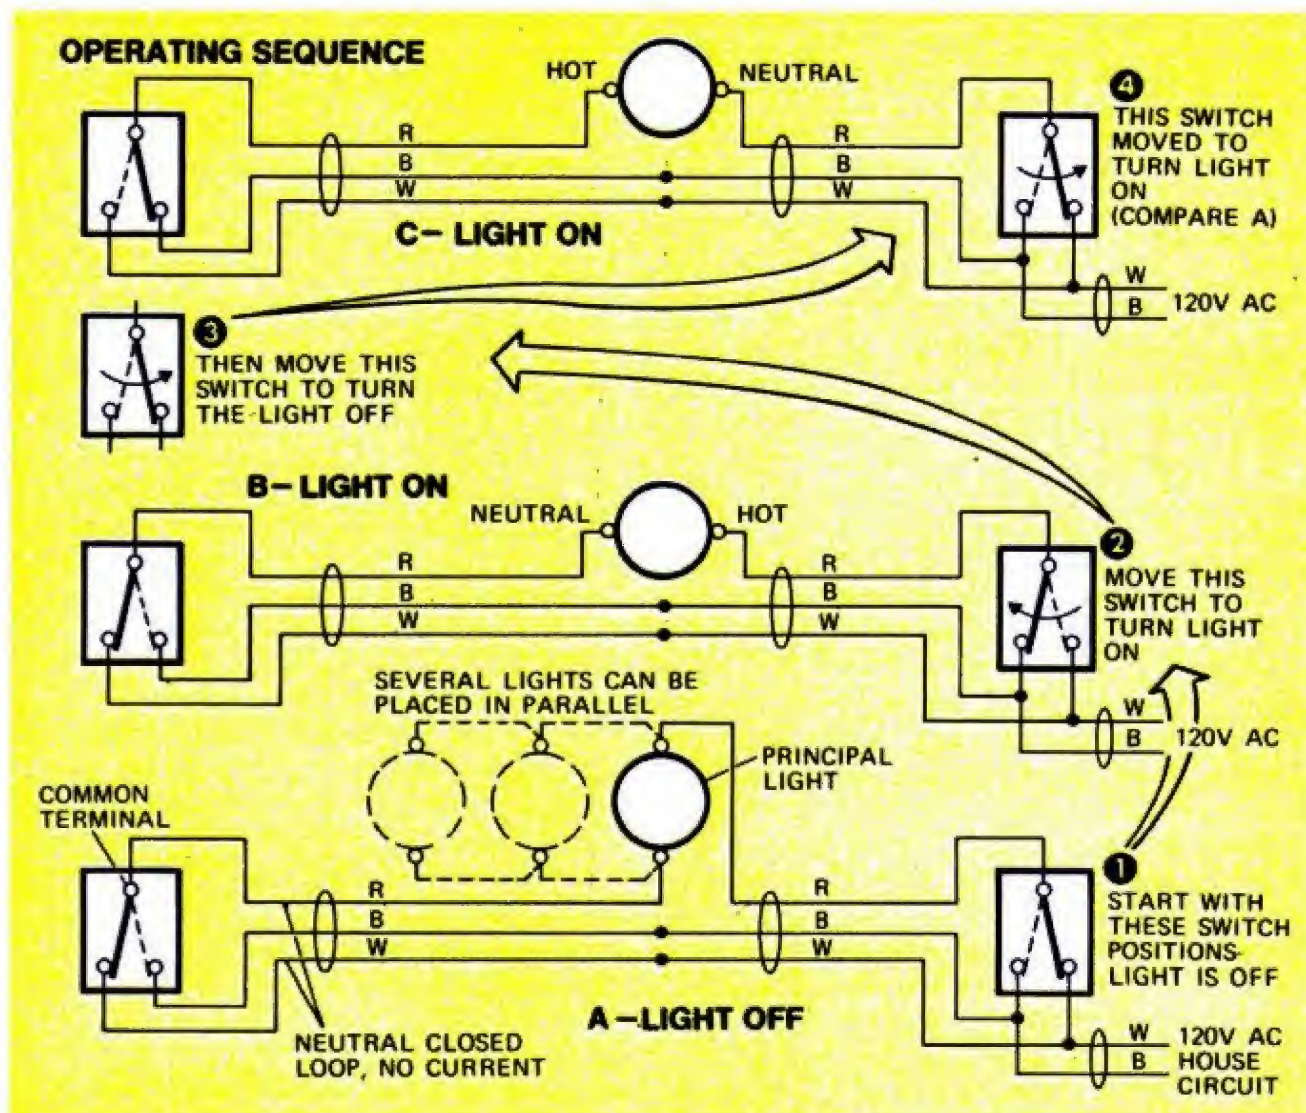 OPERATING SEQUENCE
HOT
NEUTRAL
R
B
W
R
B
W
C– LIGHT ON
4
THIS SWITCH
MOVED TO
TURN LIGHT
ON
(COMPARE A)
W
B
120V AC
3
THEN MOVE THIS
SWITCH TO TURN
THE LIGHT OFF
B– LIGHT ON
NEUTRAL
HOT
R
B
W
R
B
W
2
MOVE THIS
SWITCH TO
TURN LIGHT
ON
W
B
120V AC
SEVERAL LIGHTS CAN BE
PLACED IN PARALLEL
PRINCIPAL
LIGHT
COMMON
TERMINAL
R
B
W
R
B
W
1
START WITH
THESE SWITCH
POSITIONS-
LIGHT IS OFF
A –LIGHT OFF
NEUTRAL CLOSED
LOOP, NO CURRENT
W
B
120V AC
HOUSE
CIRCUIT